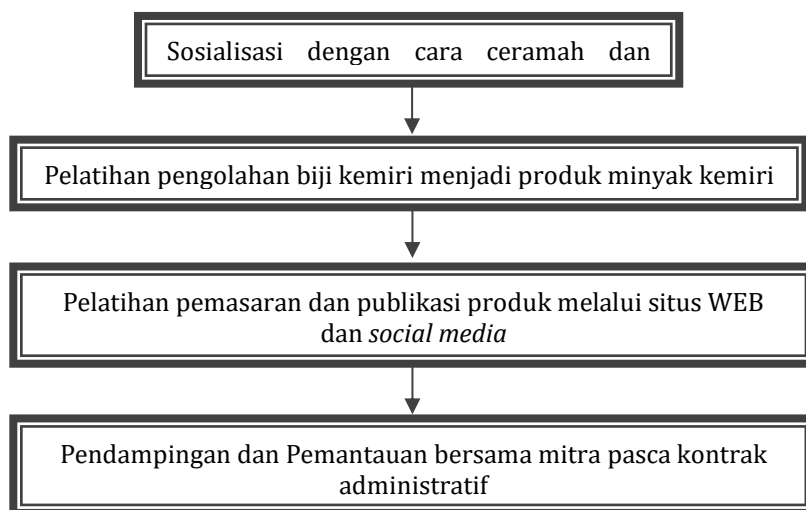 Sosialisasi dengan cara ceramah dan
Pelatihan pengolahan biji kemiri menjadi produk minyak kemiri
Pelatihan pemasaran dan publikasi produk melalui situs WEB
dan social media
Pendampingan dan Pemantauan bersama mitra pasca kontrak
administratif